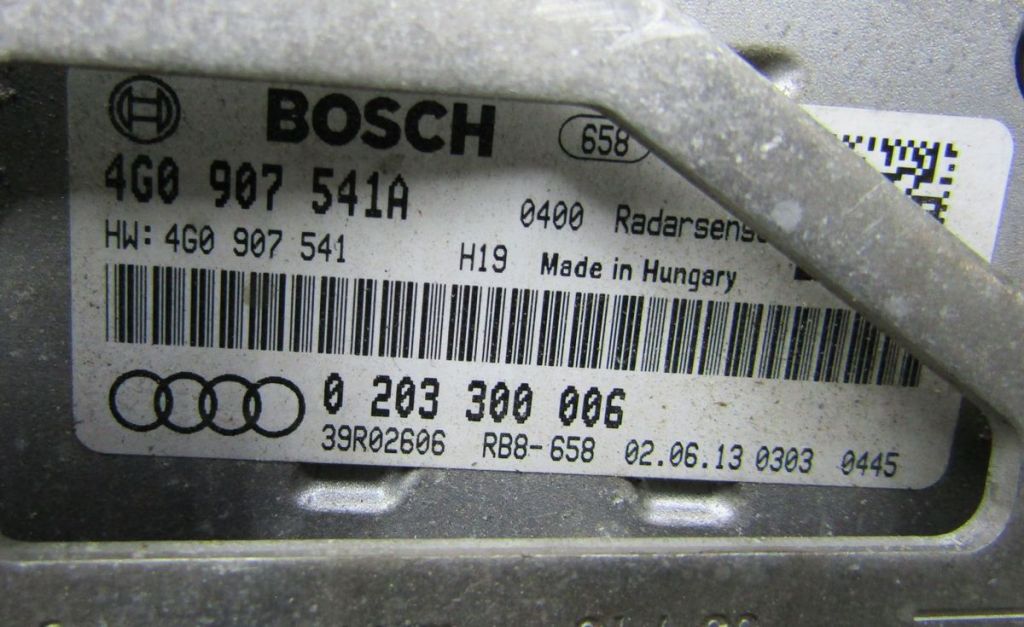 BOSCH 658
4G0 907 541A
0400
HW: 4G0 907 541 H19 Made in Hungary
0 203 300 006
39R02606 RB8-658 02.06.13 0303 0445